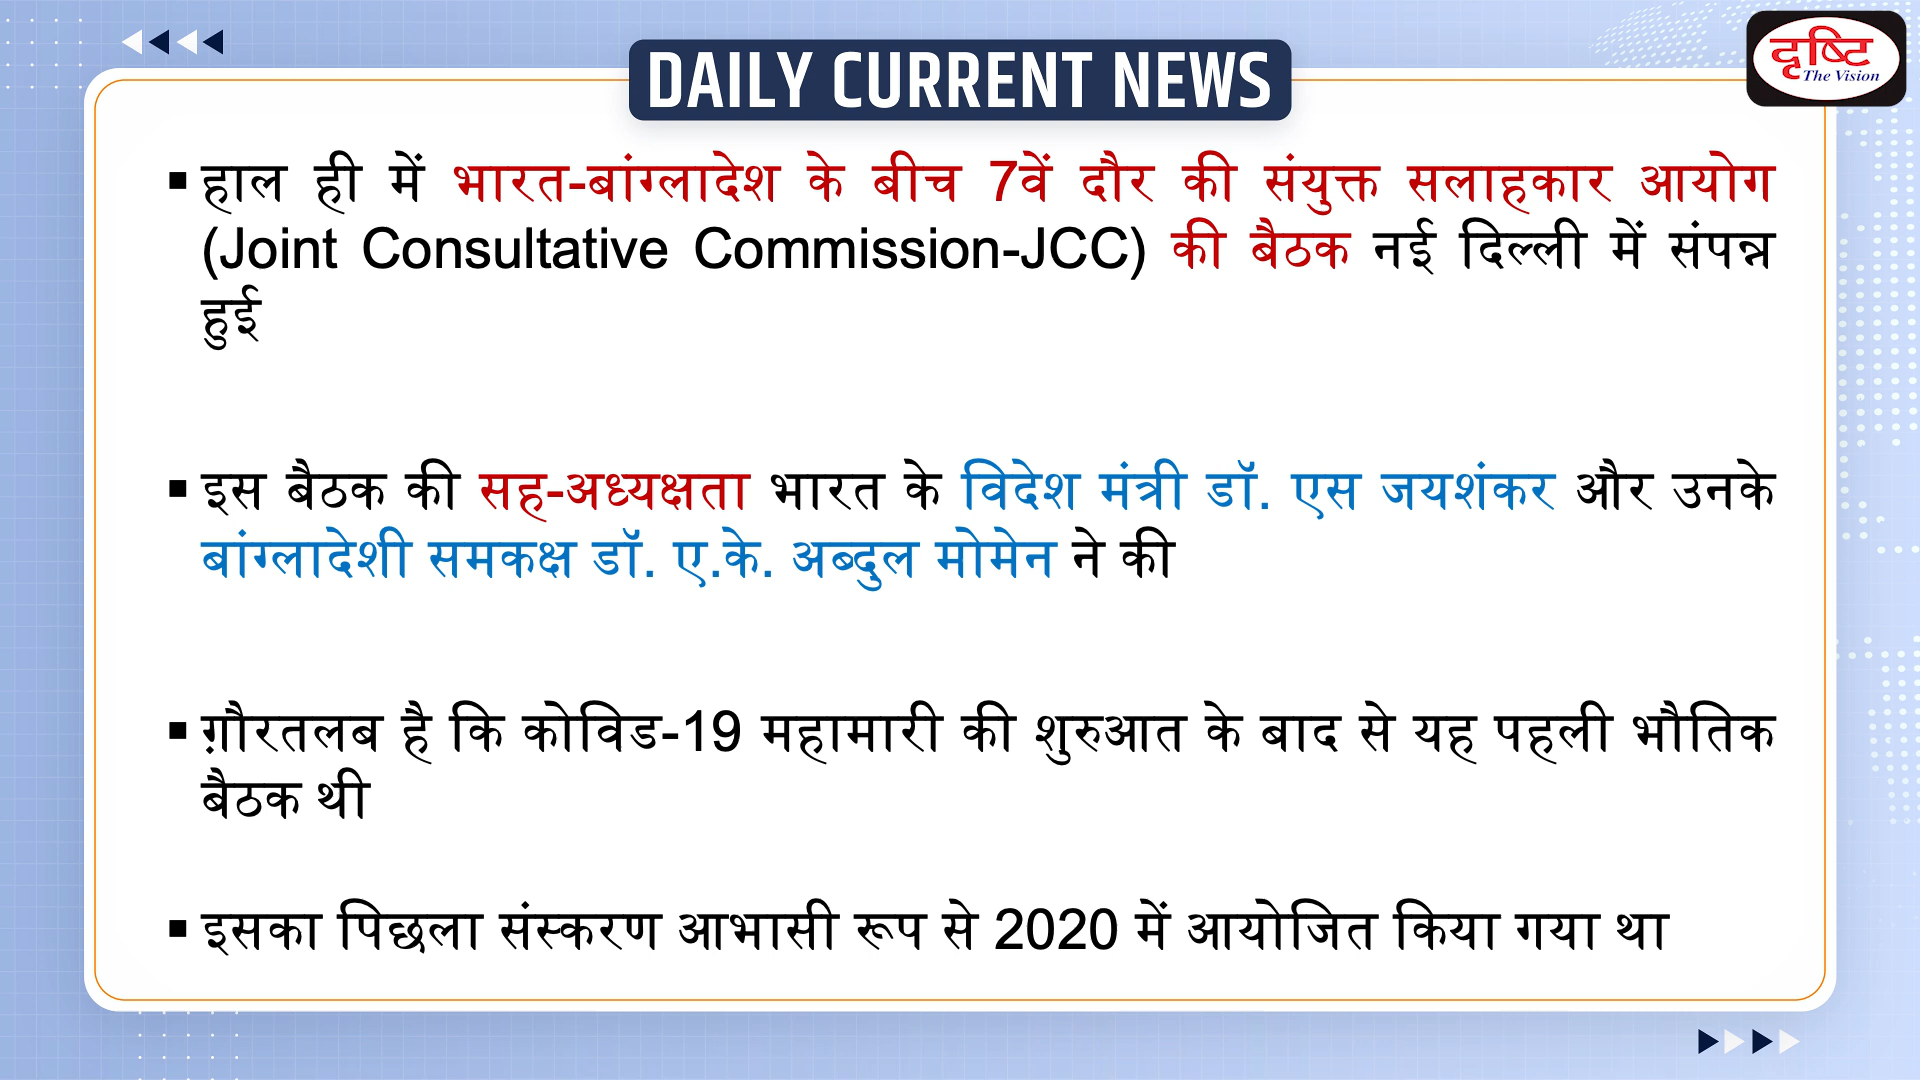 DAILY CURRENT NEWS
दृष्टि
The Vision
▪ हाल ही में भारत-बांग्लादेश के बीच 7वें दौर की संयुक्त सलाहकार आयोग
(Joint Consultative Commission-JCC) की बैठक नई दिल्ली में संपन्न
हुई
▪ इस बैठक की सह-अध्यक्षता भारत के विदेश मंत्री डॉ. एस जयशंकर और उनके
बांग्लादेशी समकक्ष डॉ. ए.के. अब्दुल मोमेन ने की
▪ ग़ौरतलब है कि कोविड-19 महामारी की शुरुआत के बाद से यह पहली भौतिक
बैठक थी
▪ इसका पिछला संस्करण आभासी रूप से 2020 में आयोजित किया गया था